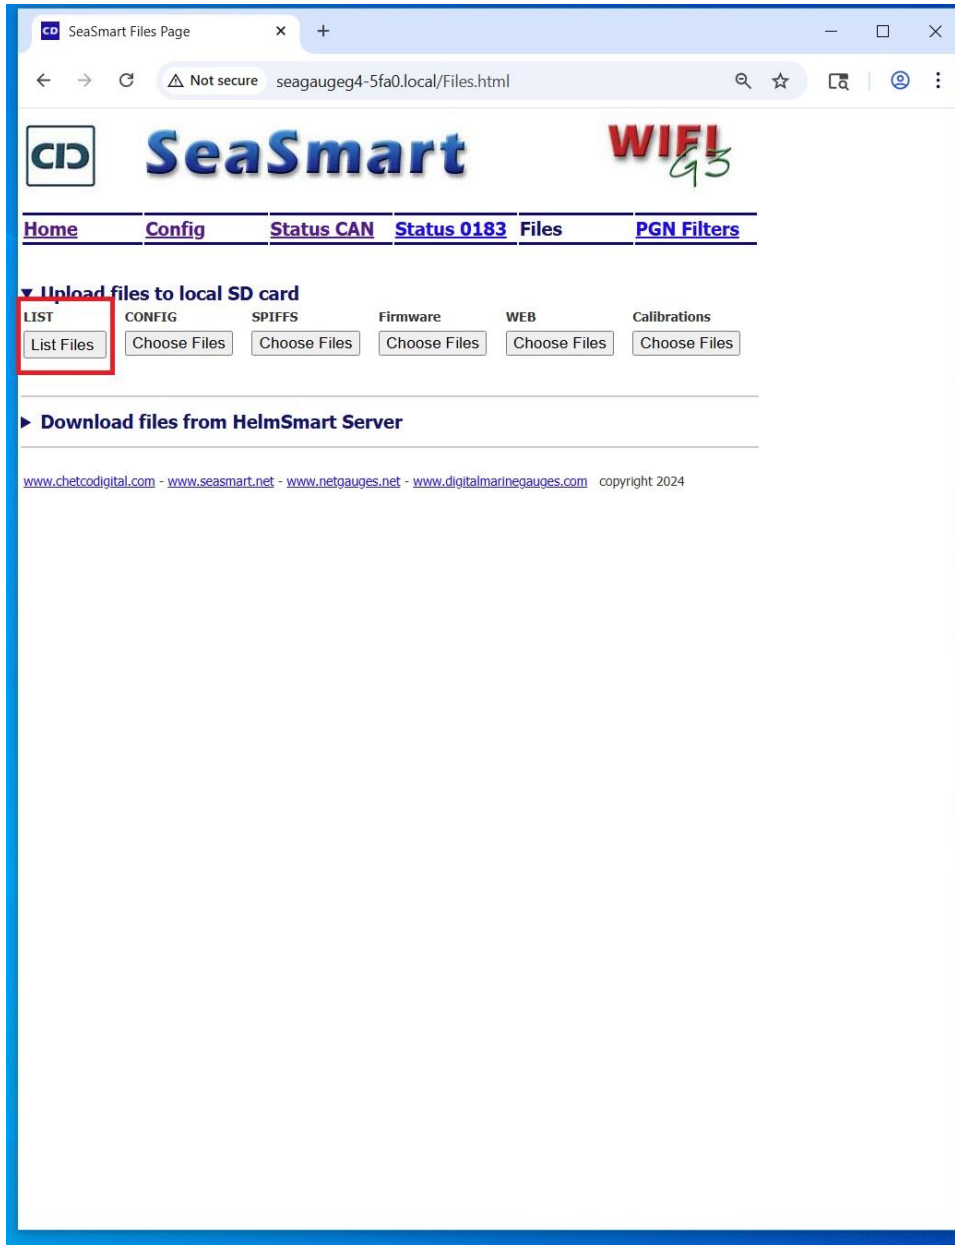 CD SeaSmart Files Page
Not secure seagaugeg4-5fa0.local/Files.html
CD SeaSmart WIFI G3
Home Config Status CAN Status 0183 Files PGN Filters
Upload files to local SD card
LIST CONFIG SPIFFS Firmware WEB Calibrations
List Files Choose Files Choose Files Choose Files Choose Files Choose Files
Download files from HelmSmart Server
www.chetcodigital.com - www.seasmart.net - www.netgauges.net - www.digitalmarinegauges.com copyright 2024